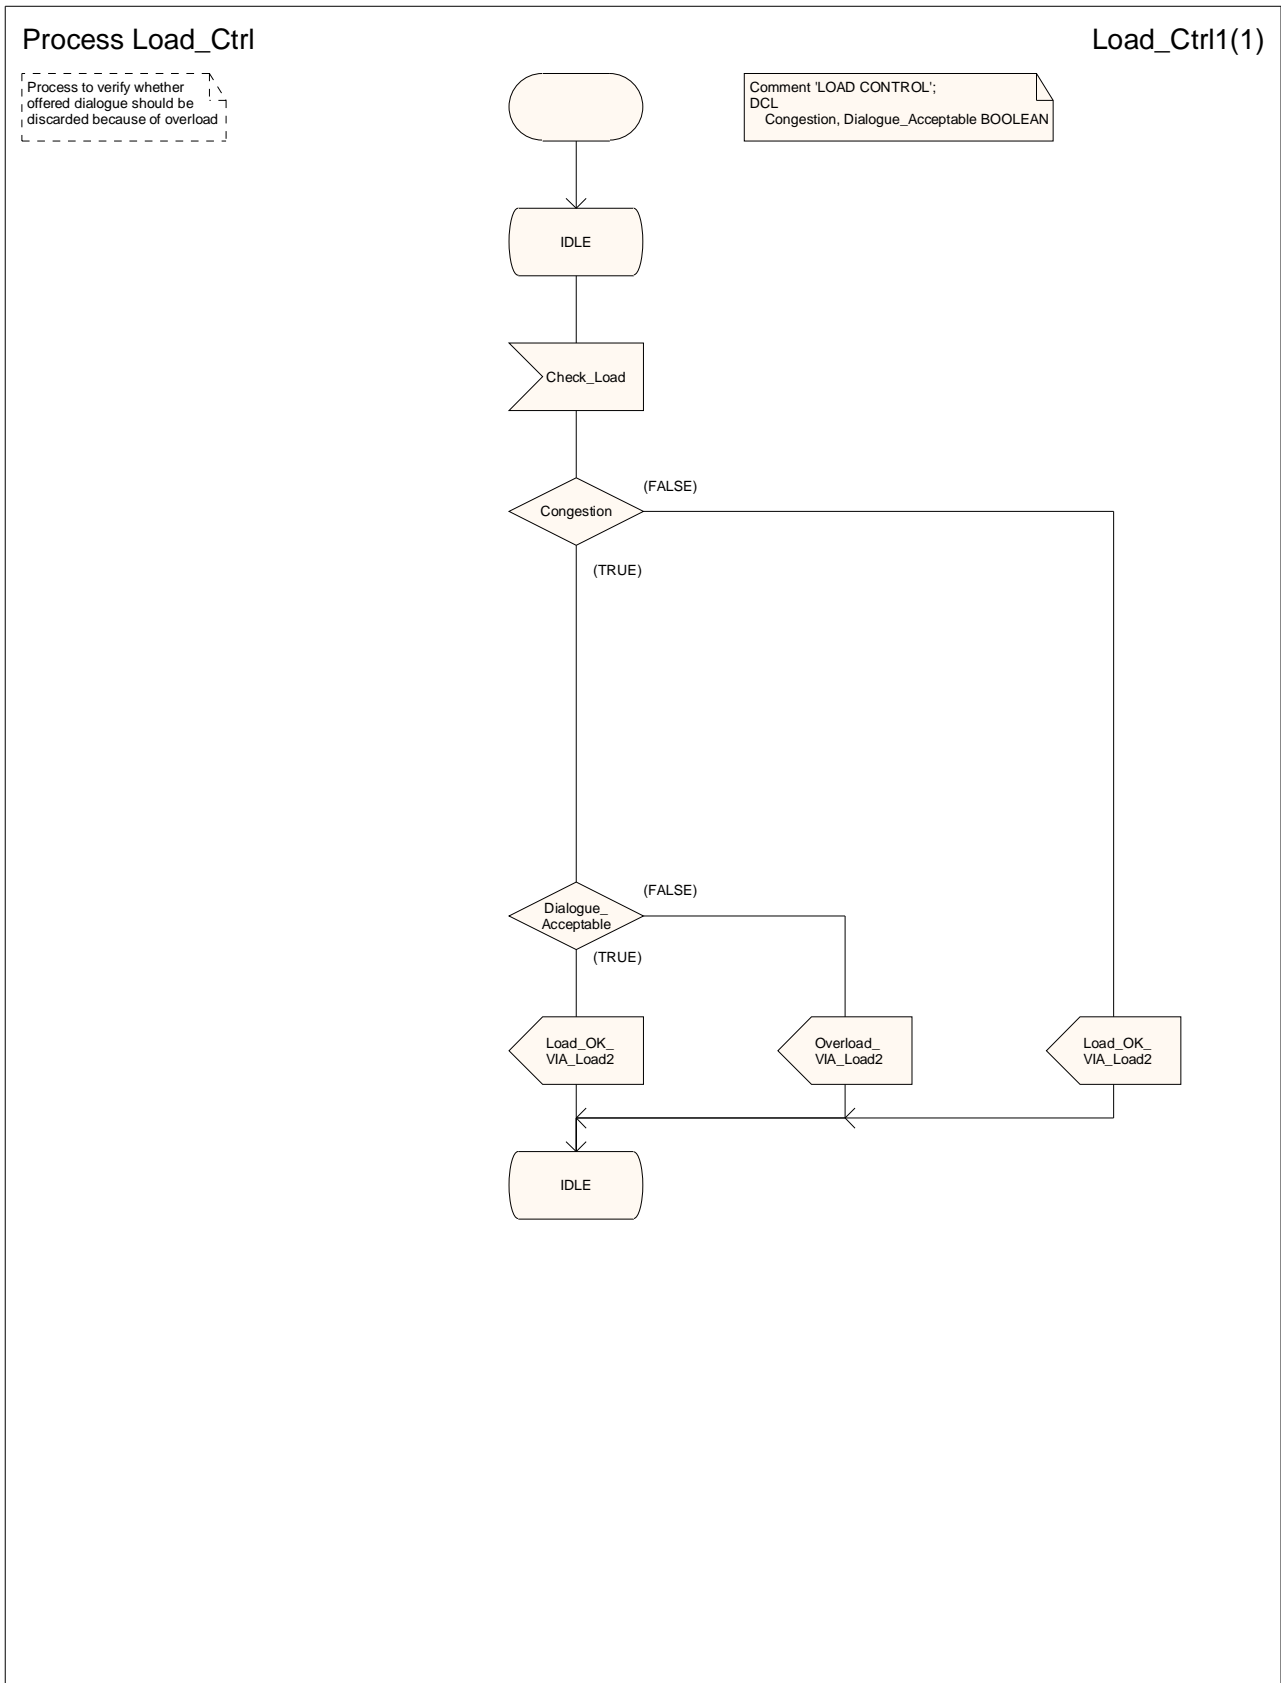 Process Load_Ctrl
Load_Ctrl1(1)
Process to verify whether
offered dialogue should be
discarded because of overload
Comment 'LOAD CONTROL';
DCL
Congestion, Dialogue_Acceptable BOOLEAN
IDLE
Check_Load
(FALSE)
Congestion
(TRUE)
(FALSE)
Dialogue_
Acceptable
(TRUE)
Load_OK_
VIA_Load2
Overload_
VIA_Load2
Load_OK_
VIA_Load2
IDLE